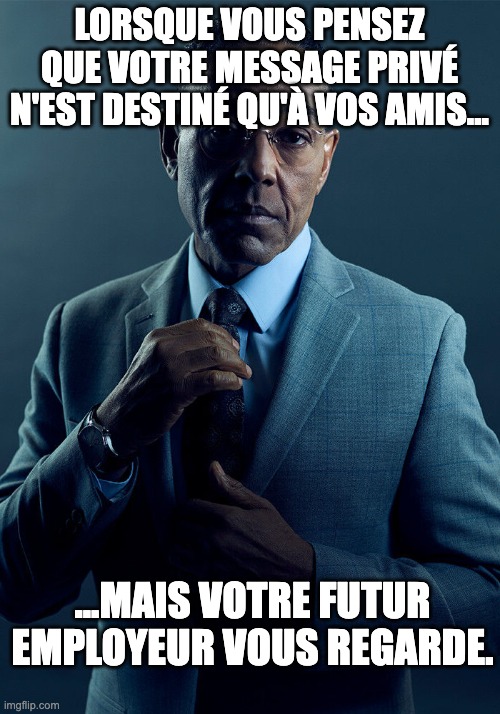 LORSQUE VOUS PENSEZ
QUE VOTRE MESSAGE PRIVÉ
N'EST DESTINÉ QU'À VOS AMIS...
...MAIS VOTRE FUTUR
EMPLOYEUR VOUS REGARDE.
imgflip.com